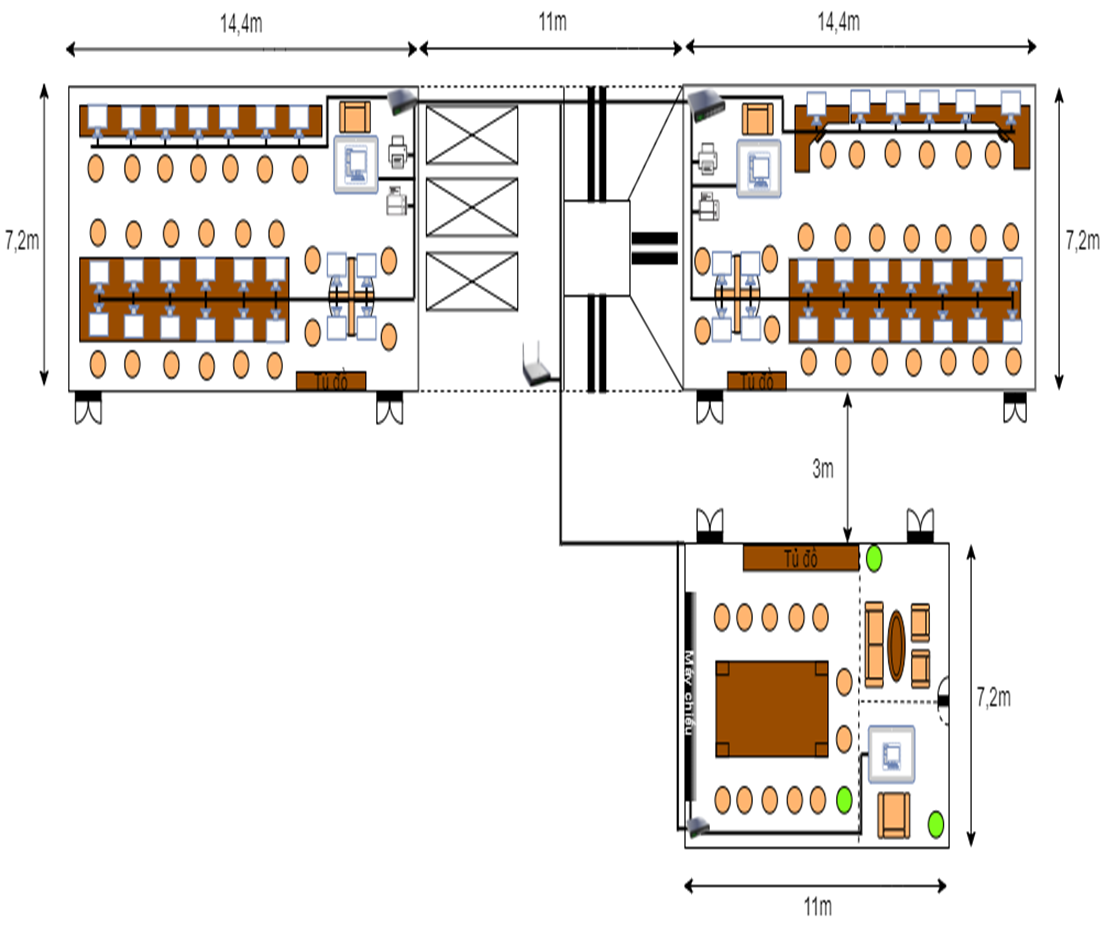 14,4m
11m
14,4m
7,2m
7,2m
Tủ đồ
Tủ đồ
3m
Tủ đồ
Máy chiếu
7,2m
11m